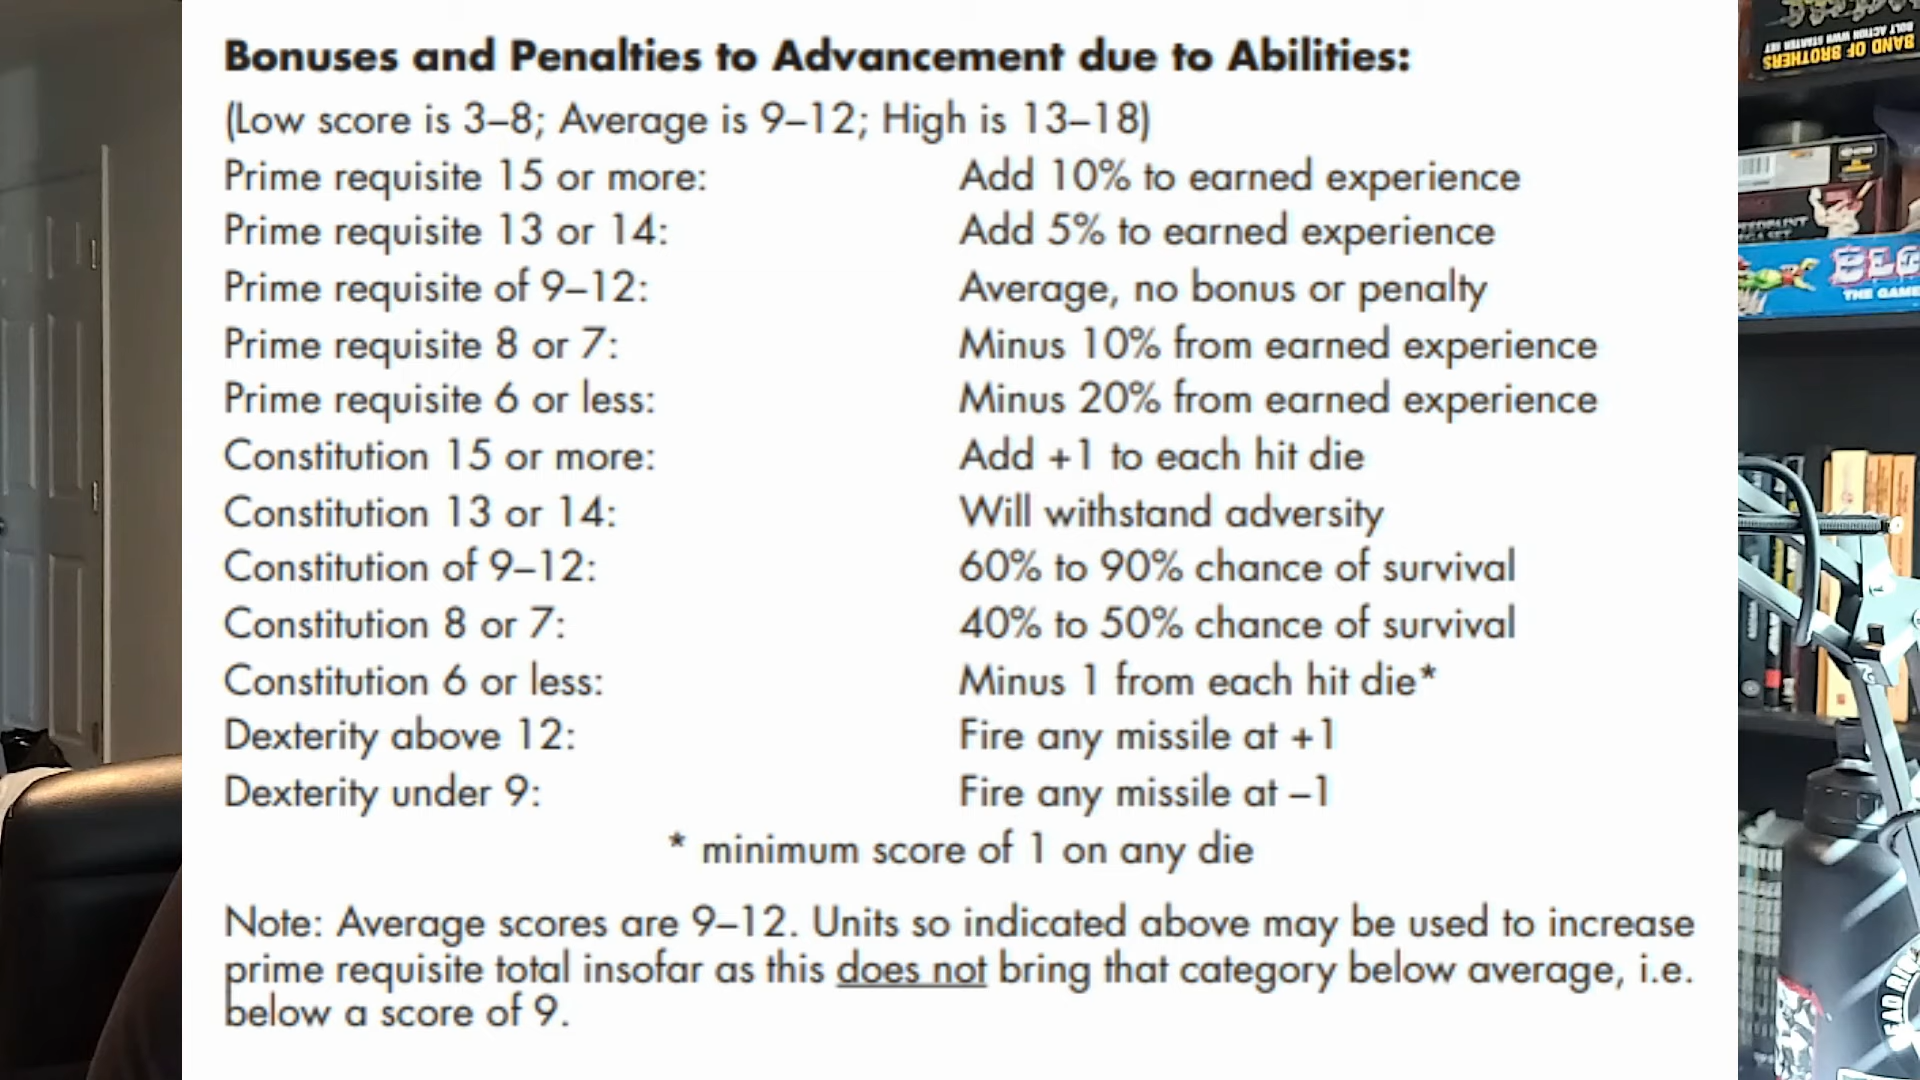 Bonuses and Penalties to Advancement due to Abilities:
(Low score is 3–8; Average is 9–12; High is 13–18)
Prime requisite 15 or more: Add 10% to earned experience
Prime requisite 13 or 14: Add 5% to earned experience
Prime requisite of 9–12: Average, no bonus or penalty
Prime requisite 8 or 7: Minus 10% from earned experience
Prime requisite 6 or less: Minus 20% from earned experience
Constitution 15 or more: Add +1 to each hit die
Constitution 13 or 14: Will withstand adversity
Constitution of 9–12: 60% to 90% chance of survival
Constitution 8 or 7: 40% to 50% chance of survival
Constitution 6 or less: Minus 1 from each hit die*
Dexterity above 12: Fire any missile at +1
Dexterity under 9: Fire any missile at –1
* minimum score of 1 on any die
Note: Average scores are 9–12. Units so indicated above may be used to increase
prime requisite total insofar as this does not bring that category below average, i.e.
below a score of 9.
BAND OF BROTHERS
BOLT ACTION WWII STARTER SET
THE GAME